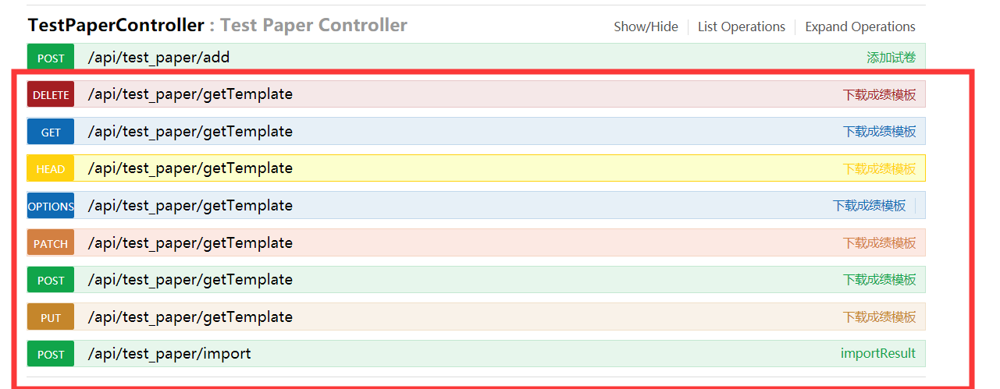 TestPaperController : Test Paper Controller Show/Hide List Operations Expand Operations
POST /api/test_paper/add 添加试卷
DELETE /api/test_paper/getTemplate 下载成绩模板
GET /api/test_paper/getTemplate 下载成绩模板
HEAD /api/test_paper/getTemplate 下载成绩模板
OPTIONS /api/test_paper/getTemplate 下载成绩模板
PATCH /api/test_paper/getTemplate 下载成绩模板
POST /api/test_paper/getTemplate 下载成绩模板
PUT /api/test_paper/getTemplate 下载成绩模板
POST /api/test_paper/import importResult